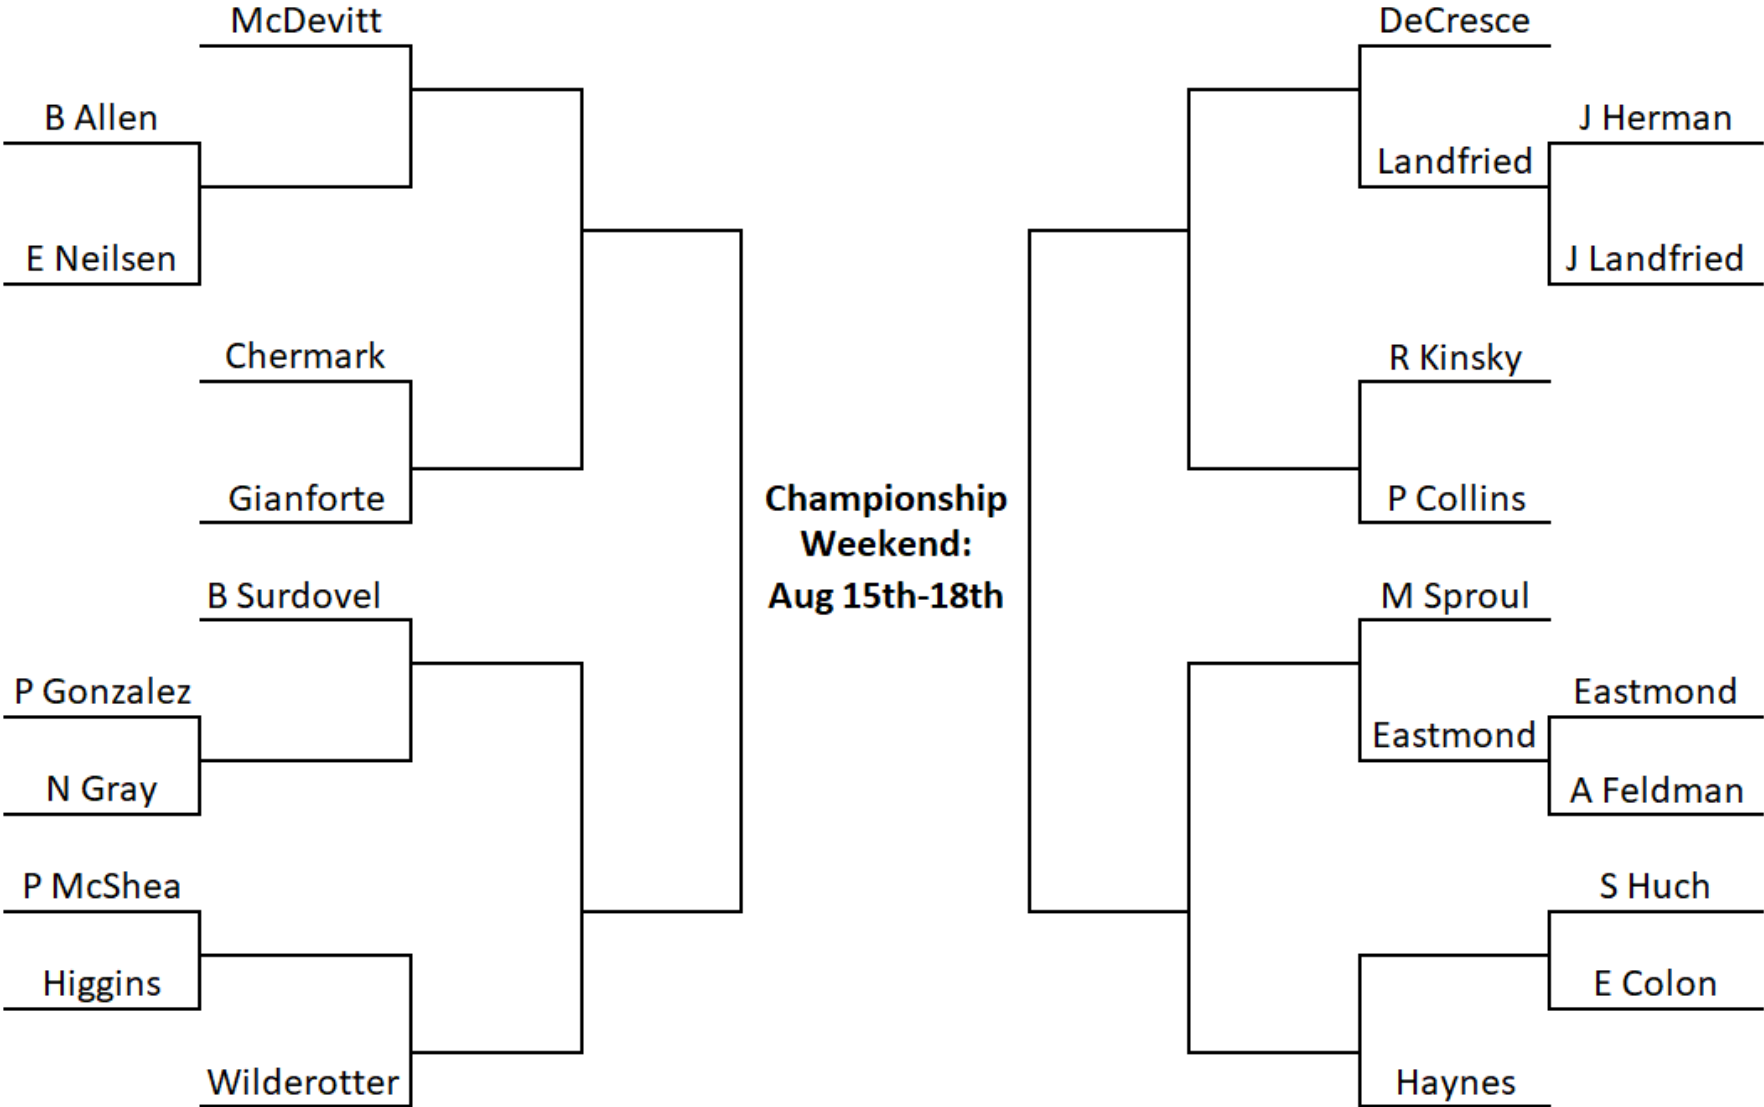 McDevitt
B Allen
E Neilsen
Chermark
Gianforte
B Surdovel
P Gonzalez
N Gray
P McShea
Higgins
Wilderotter
Championship
Weekend:
Aug 15th-18th
DeCresce
J Herman
Landfried
J Landfried
R Kinsky
P Collins
M Sproul
Eastmond
Eastmond
A Feldman
S Huch
E Colon
Haynes